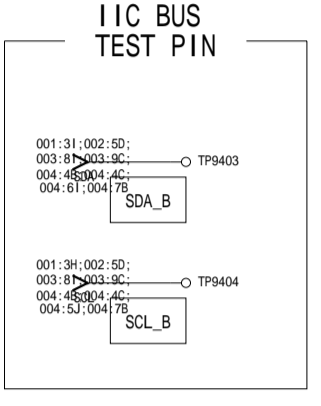 IIC BUS
TEST PIN
001:3I;002:5D;
003:8I;003:9C;
004:4B;004:4C;
SDA
004:6I;004:7B
TP9403
SDA_B
001:3H;002:5D;
003:8I;003:9C;
004:4B;004:4C;
SCL
004:5J;004:7B
TP9404
SCL_B